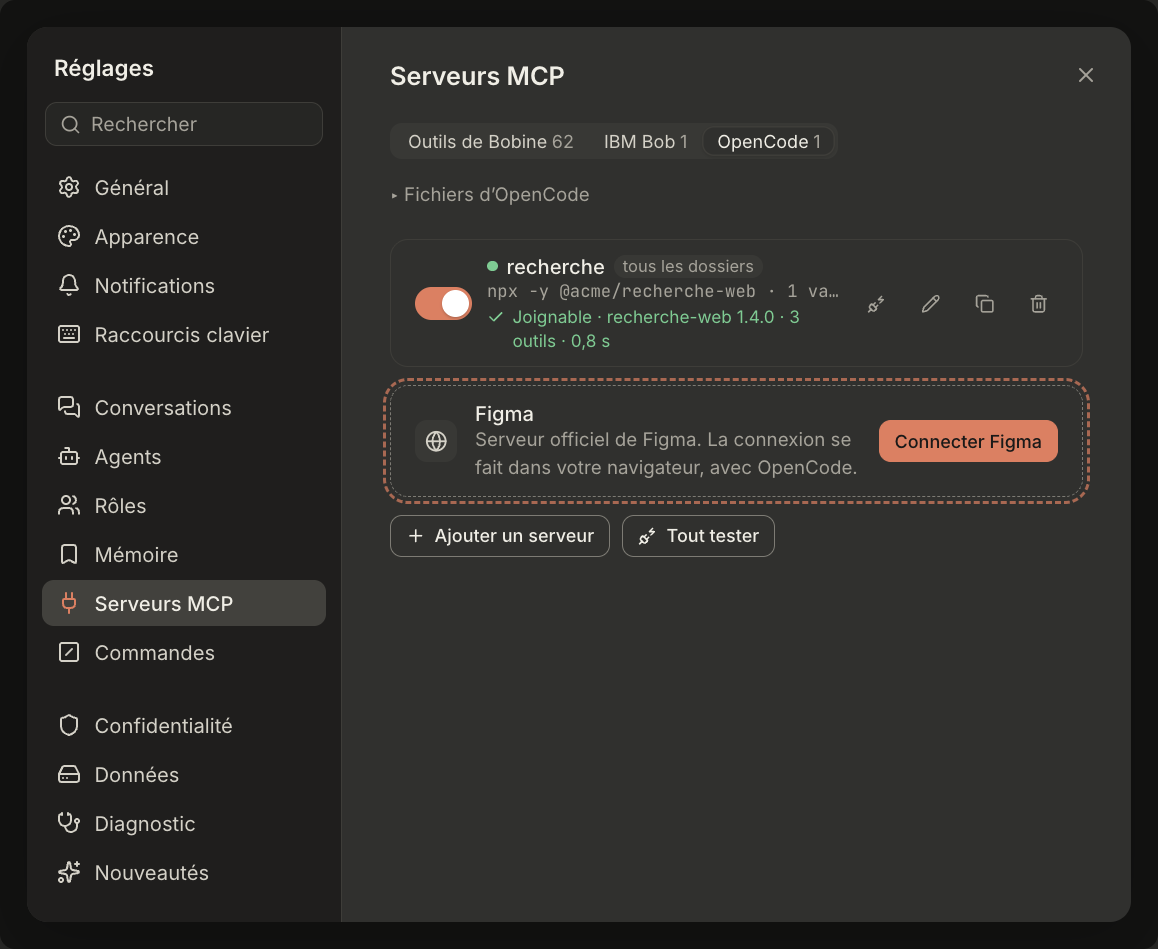 Réglages
Rechercher
Général
Apparence
Notifications
Raccourcis clavier
Conversations
Agents
Rôles
Mémoire
Serveurs MCP
Commandes
Confidentialité
Données
Diagnostic
Nouveautés
Serveurs MCP
Outils de Bobine 62 IBM Bob 1 OpenCode 1
Fichiers d’OpenCode
recherche tous les dossiers
npx -y @acme/recherche-web · 1 va…
Joignable · recherche-web 1.4.0 · 3
outils · 0,8 s
Figma
Serveur officiel de Figma. La connexion se
fait dans votre navigateur, avec OpenCode.
Connecter Figma
Ajouter un serveur Tout tester